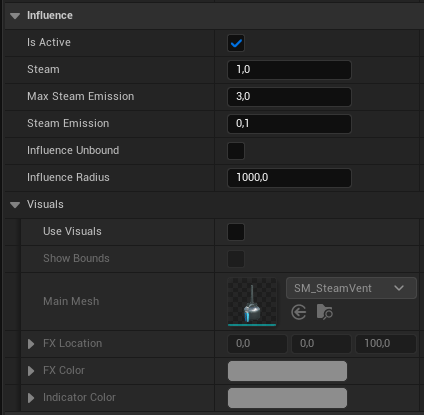 Influence
Is Active
Steam 1,0
Max Steam Emission 3,0
Steam Emission 0,1
Influence Unbound
Influence Radius 1000,0
Visuals
Use Visuals
Show Bounds
Main Mesh SM_SteamVent
FX Location 0,0 0,0 100,0
FX Color
Indicator Color